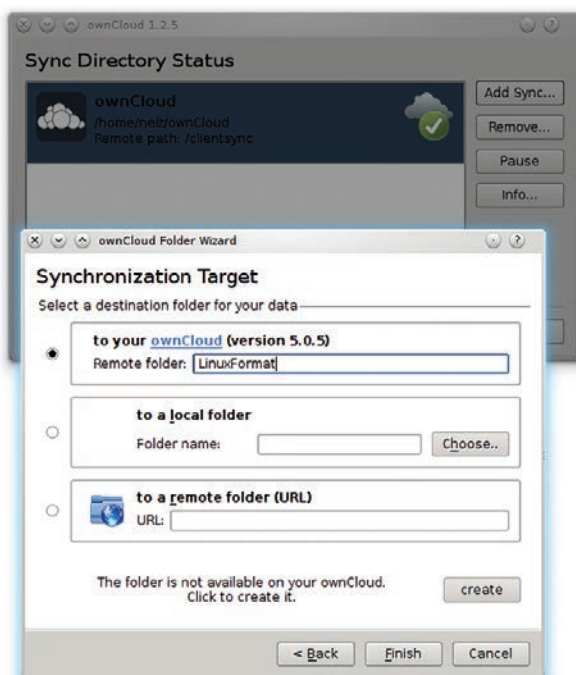 ownCloud 1.2.5
Sync Directory Status
ownCloud
/home/nelz/ownCloud
Remote path: /clientsync
Add Sync...
Remove...
Pause
Info...
ownCloud Folder Wizard
Synchronization Target
Select a destination folder for your data
to your ownCloud (version 5.0.5)
Remote folder: LinuxFormat
to a local folder
Folder name:
Choose..
to a remote folder (URL)
URL:
The folder is not available on your ownCloud.
Click to create it.
create
< Back
Finish
Cancel